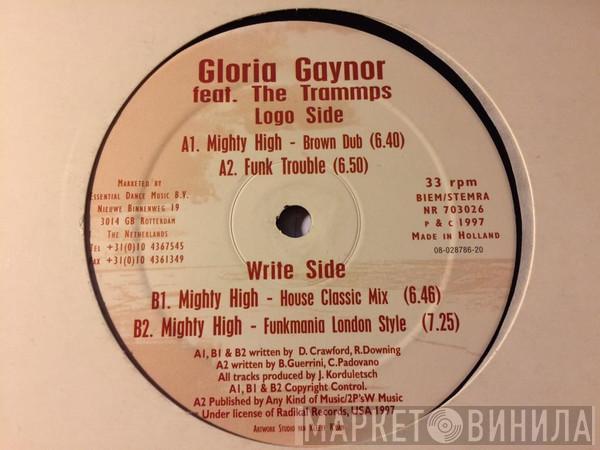 Gloria Gaynor
feat. The Trammps
Logo Side
A1. Mighty High - Brown Dub (6.40)
A2. Funk Trouble (6.50)
Marketed by
Essential Dance Music B.V.
Nieuwe Binnenweg 19
3014 GB Rotterdam
The Netherlands
Tel +31(0)10 4367545
Fax +31(0)10 4361349
33 rpm
BIEM/STEMRA
NR 703026
P & C 1997
Made in Holland
08-028786-20
Write Side
B1. Mighty High - House Classic Mix (6.46)
B2. Mighty High - Funkmania London Style (7.25)
A1, B1 & B2 written by D. Crawford, R.Downing
A2 written by B.Guerrini, C.Padovano
All tracks produced by J. Korduletsch
A1, B1 & B2 Copyright Control.
A2 Published by Any Kind of Music/2P'sW Music
Under license of Radikal Records, USA 1997
Artwork Studio van
МАРКЕТОВИНИЛА